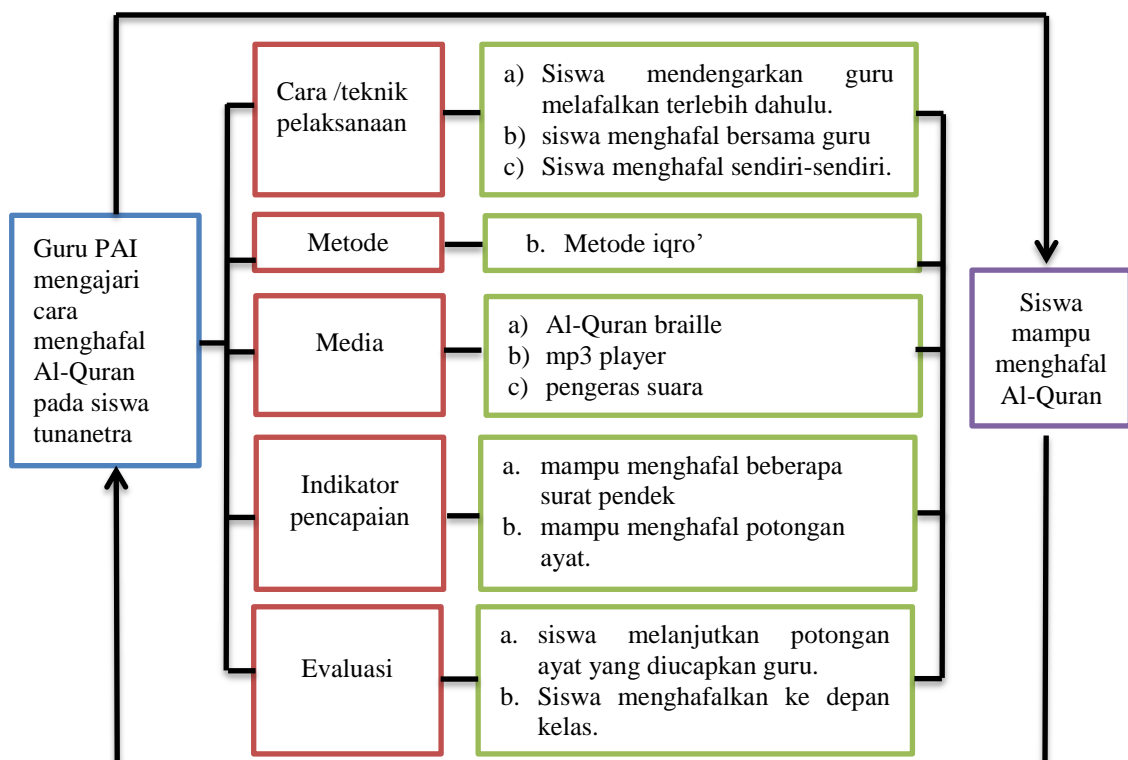 Guru PAI
mengajari
cara
menghafal
Al-Quran
pada siswa
tunanetra
Cara /teknik
pelaksanaan
a) Siswa mendengarkan guru
melafalkan terlebih dahulu.
b) siswa menghafal bersama guru
c) Siswa menghafal sendiri-sendiri.
Metode
b. Metode iqro’
Media
a) Al-Quran braille
b) mp3 player
c) pengeras suara
Indikator
pencapaian
a. mampu menghafal beberapa
surat pendek
b. mampu menghafal potongan
ayat.
Evaluasi
a. siswa melanjutkan potongan
ayat yang diucapkan guru.
b. Siswa menghafalkan ke depan
kelas.
Siswa
mampu
menghafal
Al-Quran